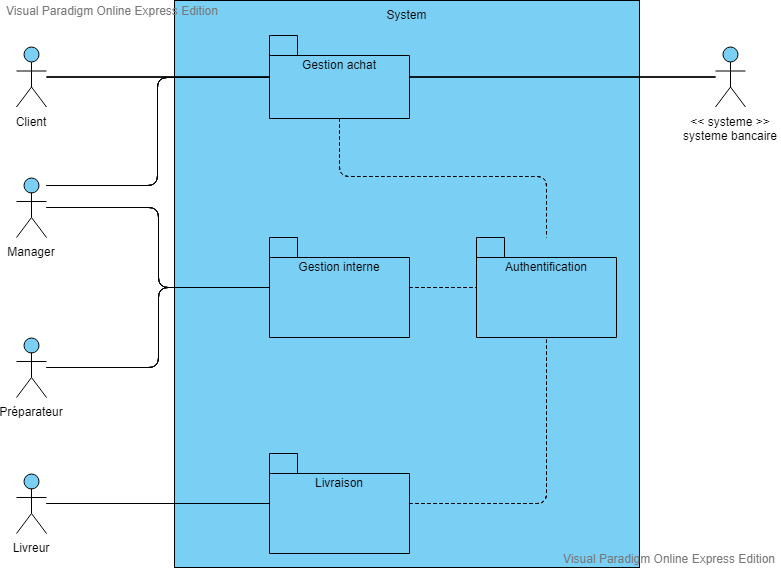 Visual Paradigm Online Express Edition
System
Gestion achat
Client
<< systeme >>
systeme bancaire
Manager
Gestion interne
Authentification
Préparateur
Livraison
Livreur
Visual Paradigm Online Express Edition